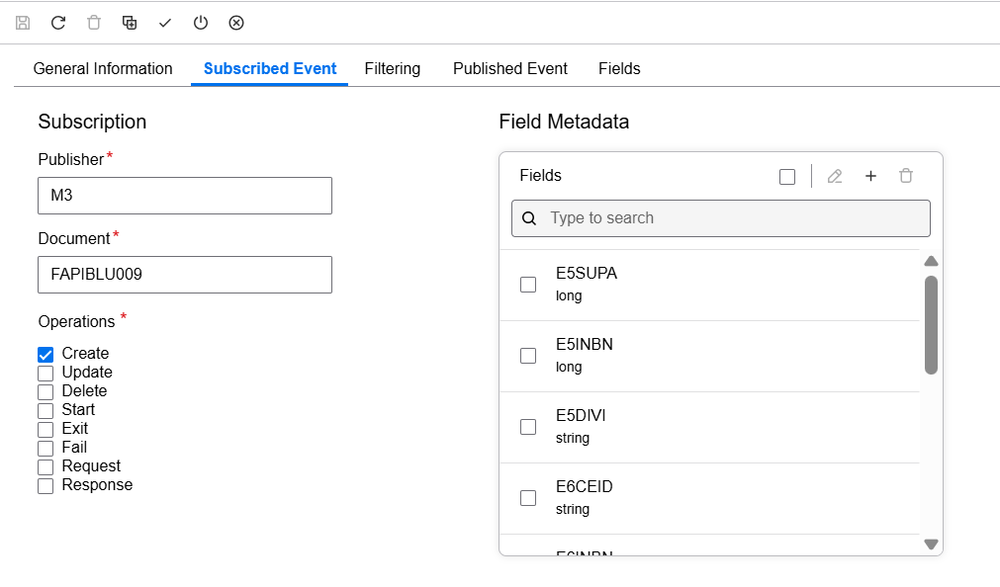 General Information
Subscribed Event
Filtering
Published Event
Fields
Subscription
Publisher*
M3
Document*
FAPIBLU009
Operations *
Create
Update
Delete
Start
Exit
Fail
Request
Response
Field Metadata
Fields
Type to search
E5SUPA
long
E5INBN
long
E5DIVI
string
E6CEID
string
E6INBN